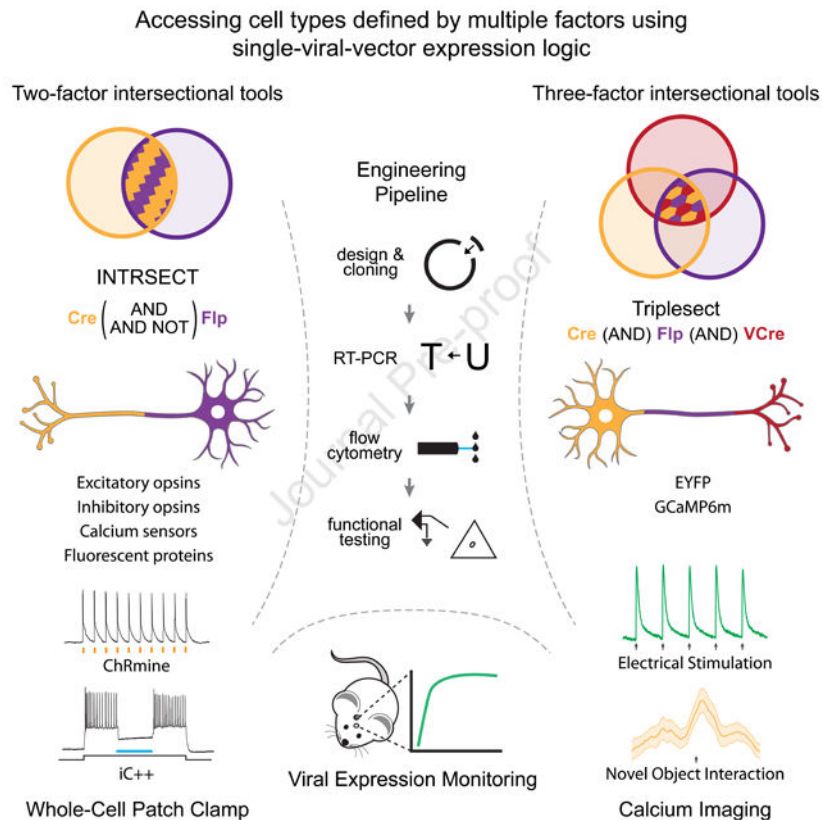 Accessing cell types defined by multiple factors using
single-viral-vector expression logic
Two-factor intersectional tools
INTRSECT
Cre (AND
AND NOT) Flp
Excitatory opsins
Inhibitory opsins
Calcium sensors
Fluorescent proteins
ChRmine
iC++
Whole-Cell Patch Clamp
Engineering
Pipeline
design &
cloning
RT-PCR
T U
flow
cytometry
functional
testing
Journal Pre-proof
Viral Expression Monitoring
Three-factor intersectional tools
Triplesect
Cre (AND) Flp (AND) VCre
EYFP
GCaMP6m
Electrical Stimulation
Novel Object Interaction
Calcium Imaging